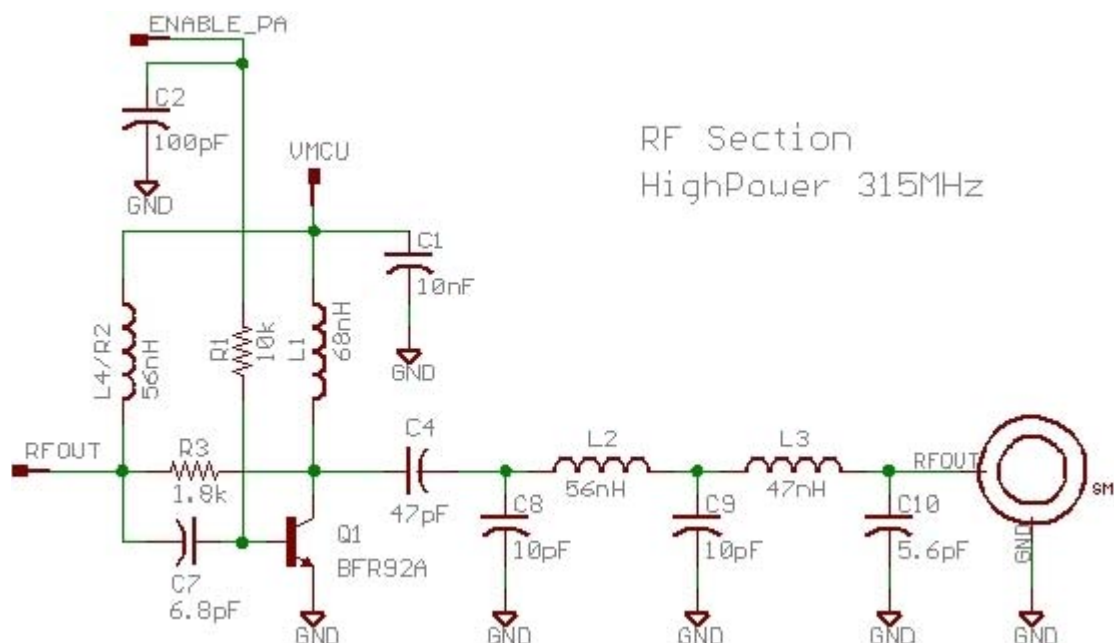 ENABLE_PA
C2
100pF
GND
VMCU
RF Section
HighPower 315MHz
C1
10nF
GND
L4/R2
56nH
R1
10k
L1
68nH
RFOUT
R3
1.8k
C7
6.8pF
Q1
BFR92A
GND
C4
47pF
C8
10pF
GND
L2
56nH
C9
10pF
GND
L3
47nH
C10
5.6pF
GND
RFOUT
SM
GND
GND